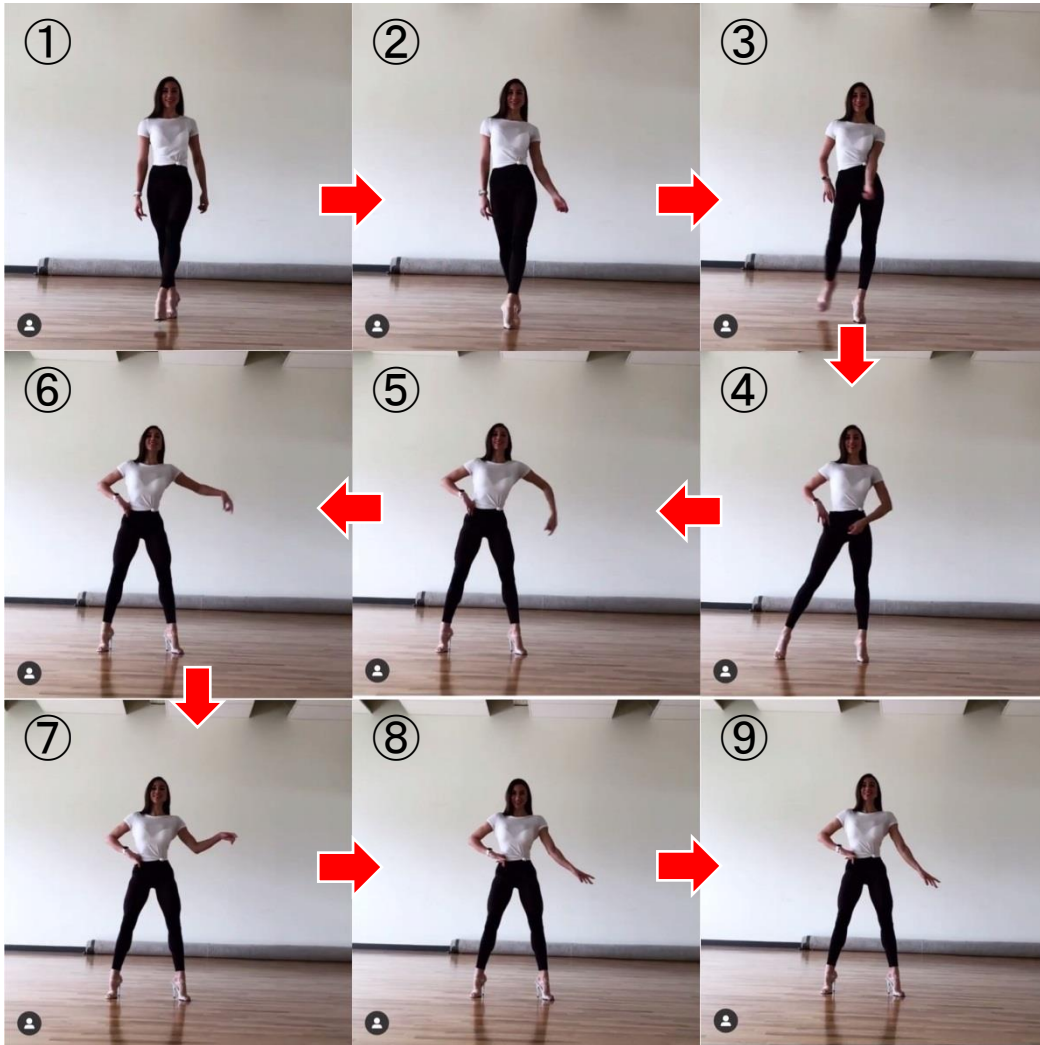 ① ② ③
⑥ ⑤ ④
⑦ ⑧ ⑨